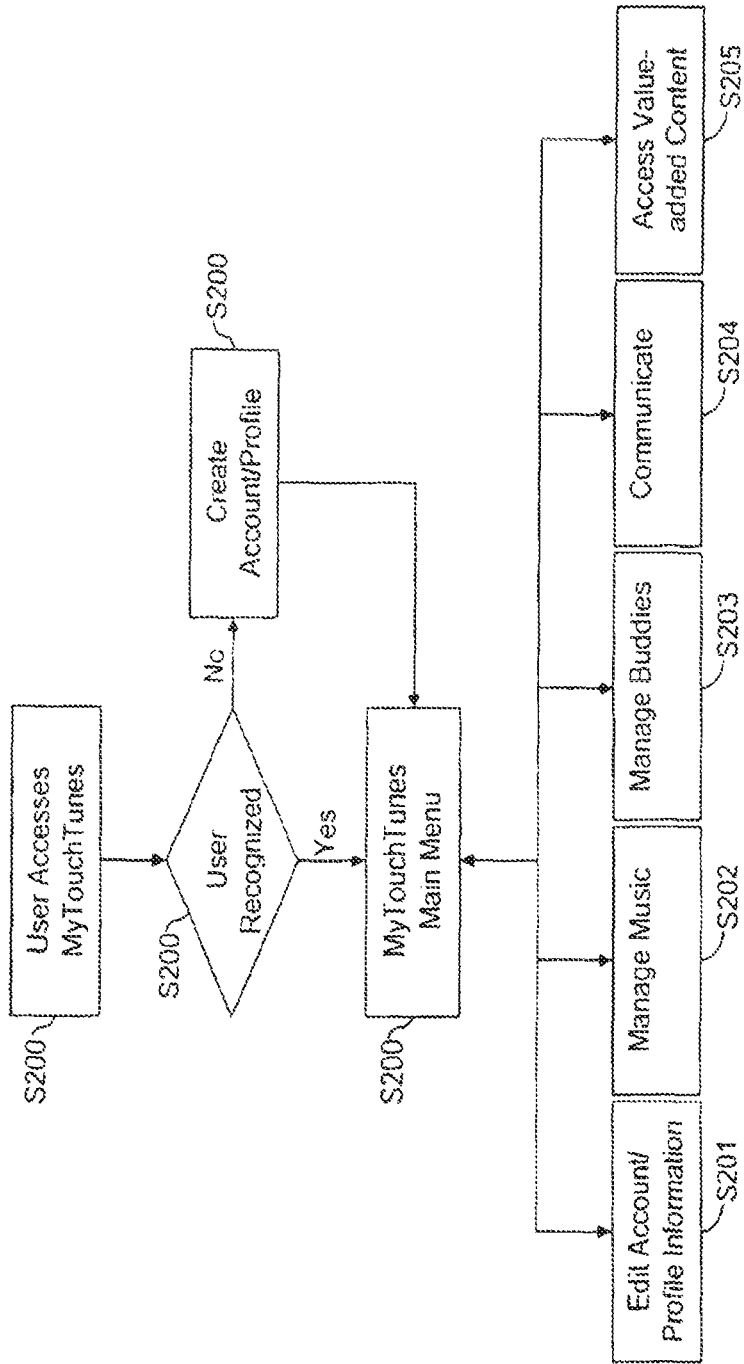 User Accesses
MyTouchTunes
S200
User
Recognized
S200
No
Yes
Create
Account/Profile
S200
MyTouchTunes
Main Menu
S200
Edit Account/
Profile Information
S201
Manage Music
S202
Manage Buddies
S203
Communicate
S204
Access Value-
added Content
S205